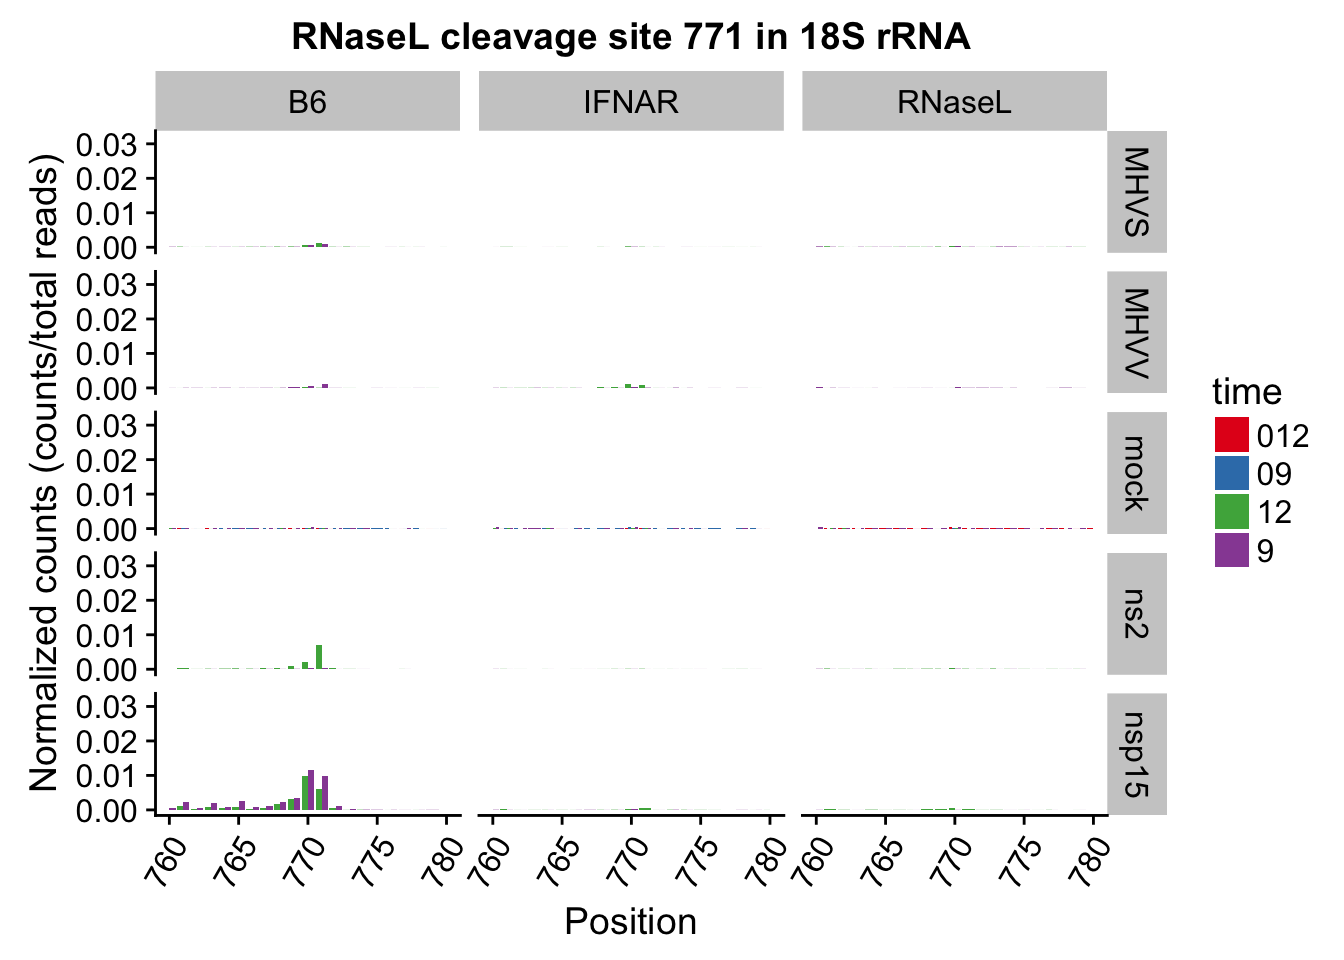 RNaseL cleavage site 771 in 18S rRNA
B6 IFNAR RNaseL
Normalized counts (counts/total reads)
0.03
0.02
0.01
0.00
MHVS
0.03
0.02
0.01
0.00
MHVV
0.03
0.02
0.01
0.00
mock
0.03
0.02
0.01
0.00
ns2
0.03
0.02
0.01
0.00
nsp15
760 765 770 775 780 760 765 770 775 780 760 765 770 775 780
Position
time
012
09
12
9